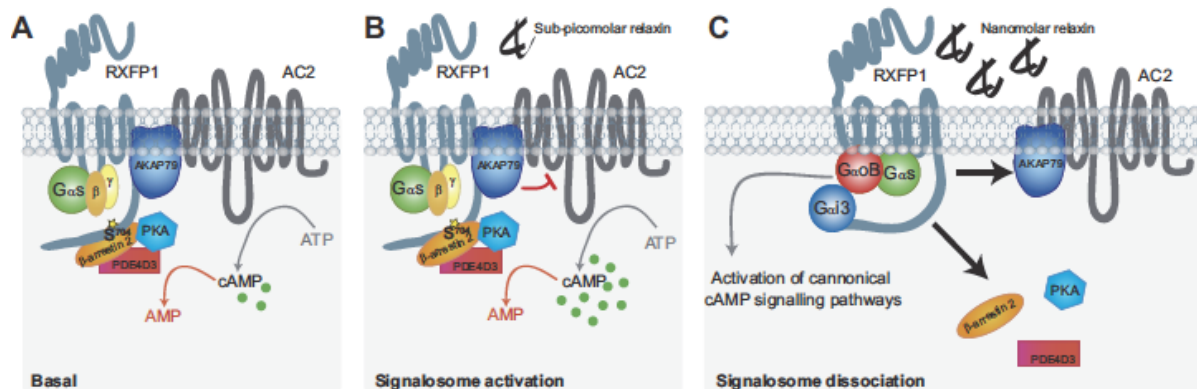 A
RXFP1
AC2
AKAP79
Gαs
β
γ
S704
β-arrestin 2
PKA
PDE4D3
ATP
cAMP
AMP
Basal
B
Sub-picomolar relaxin
RXFP1
AC2
AKAP79
Gαs
β
γ
S704
β-arrestin 2
PKA
PDE4D3
ATP
cAMP
AMP
Signalosome activation
C
Nanomolar relaxin
RXFP1
AC2
AKAP79
GαoB
Gαs
Gαi3
Activation of cannonical
cAMP signalling pathways
β-arrestin 2
PKA
PDE4D3
Signalosome dissociation